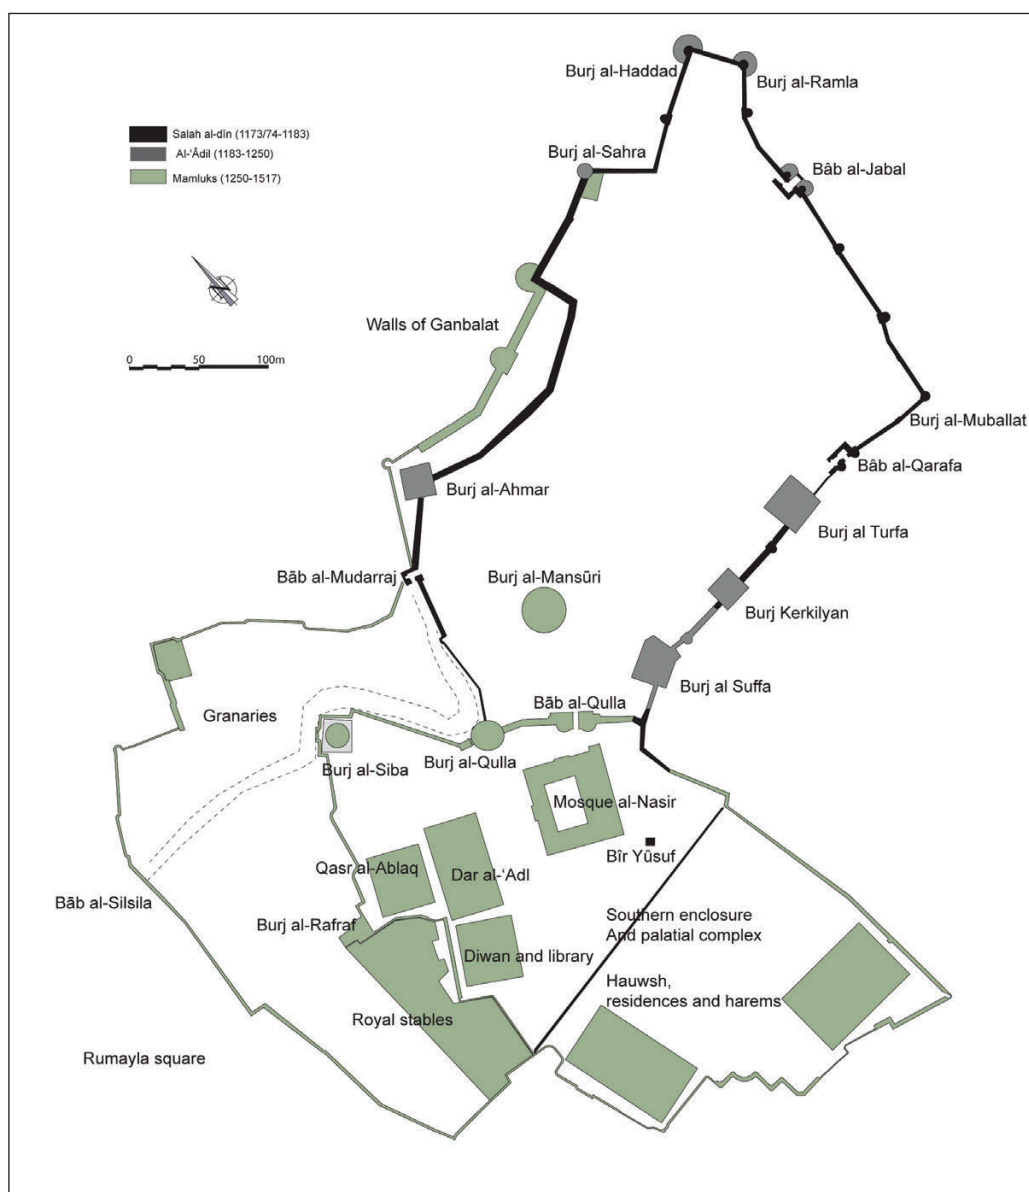 Burj al-Haddad
Burj al-Ramla
Salah al-dîn (1173/74-1183)
Al-'Âdil (1183-1250)
Mamluks (1250-1517)
Burj al-Sahra
Bâb al-Jabal
N
0 50 100m
Walls of Ganbalat
Burj al-Muballat
Bâb al-Qarafa
Burj al-Ahmar
Burj al Turfa
Bāb al-Mudarraj
Burj al-Mansūri
Burj Kerkilyan
Burj al Suffa
Granaries
Bāb al-Qulla
Burj al-Siba
Burj al-Qulla
Mosque al-Nasir
Bîr Yûsuf
Qasr al-Ablaq
Dar al-‘Adl
Bāb al-Silsila
Burj al-Rafraf
Southern enclosure
And palatial complex
Diwan and library
Hauwsh,
residences and harems
Royal stables
Rumayla square